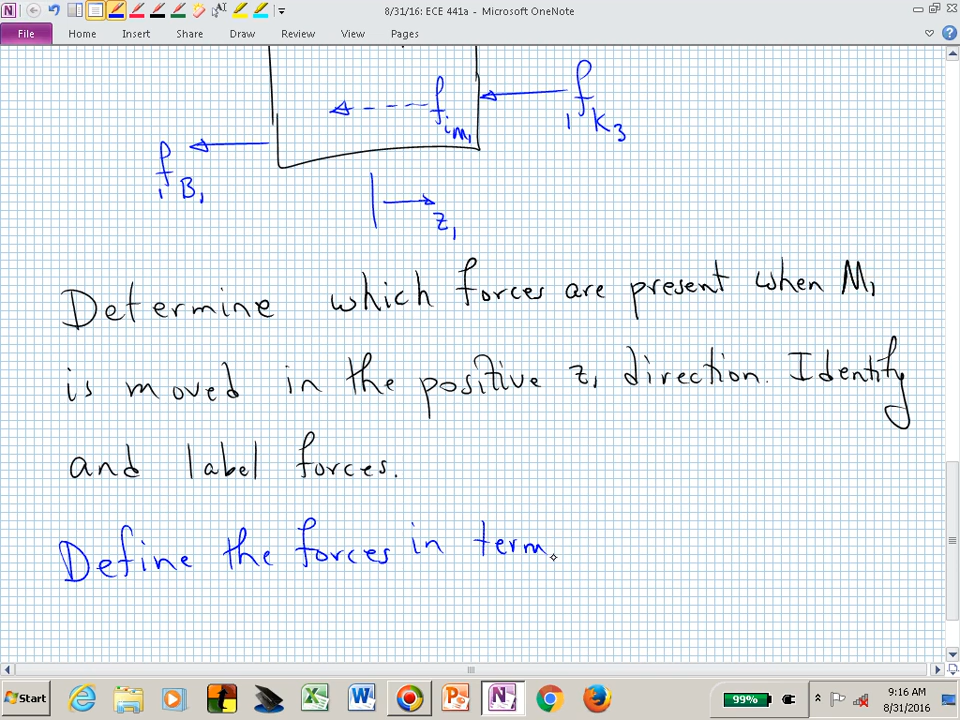 8/31/16: ECE 441a - Microsoft OneNote
File Home Insert Share Draw Review View Pages
f i M1
1 f K3
1 f B1
z1
Determine which forces are present when M1
is moved in the positive z1 direction. Identify
and label forces.
Define the forces in term
Start
99%
9:16 AM
8/31/2016